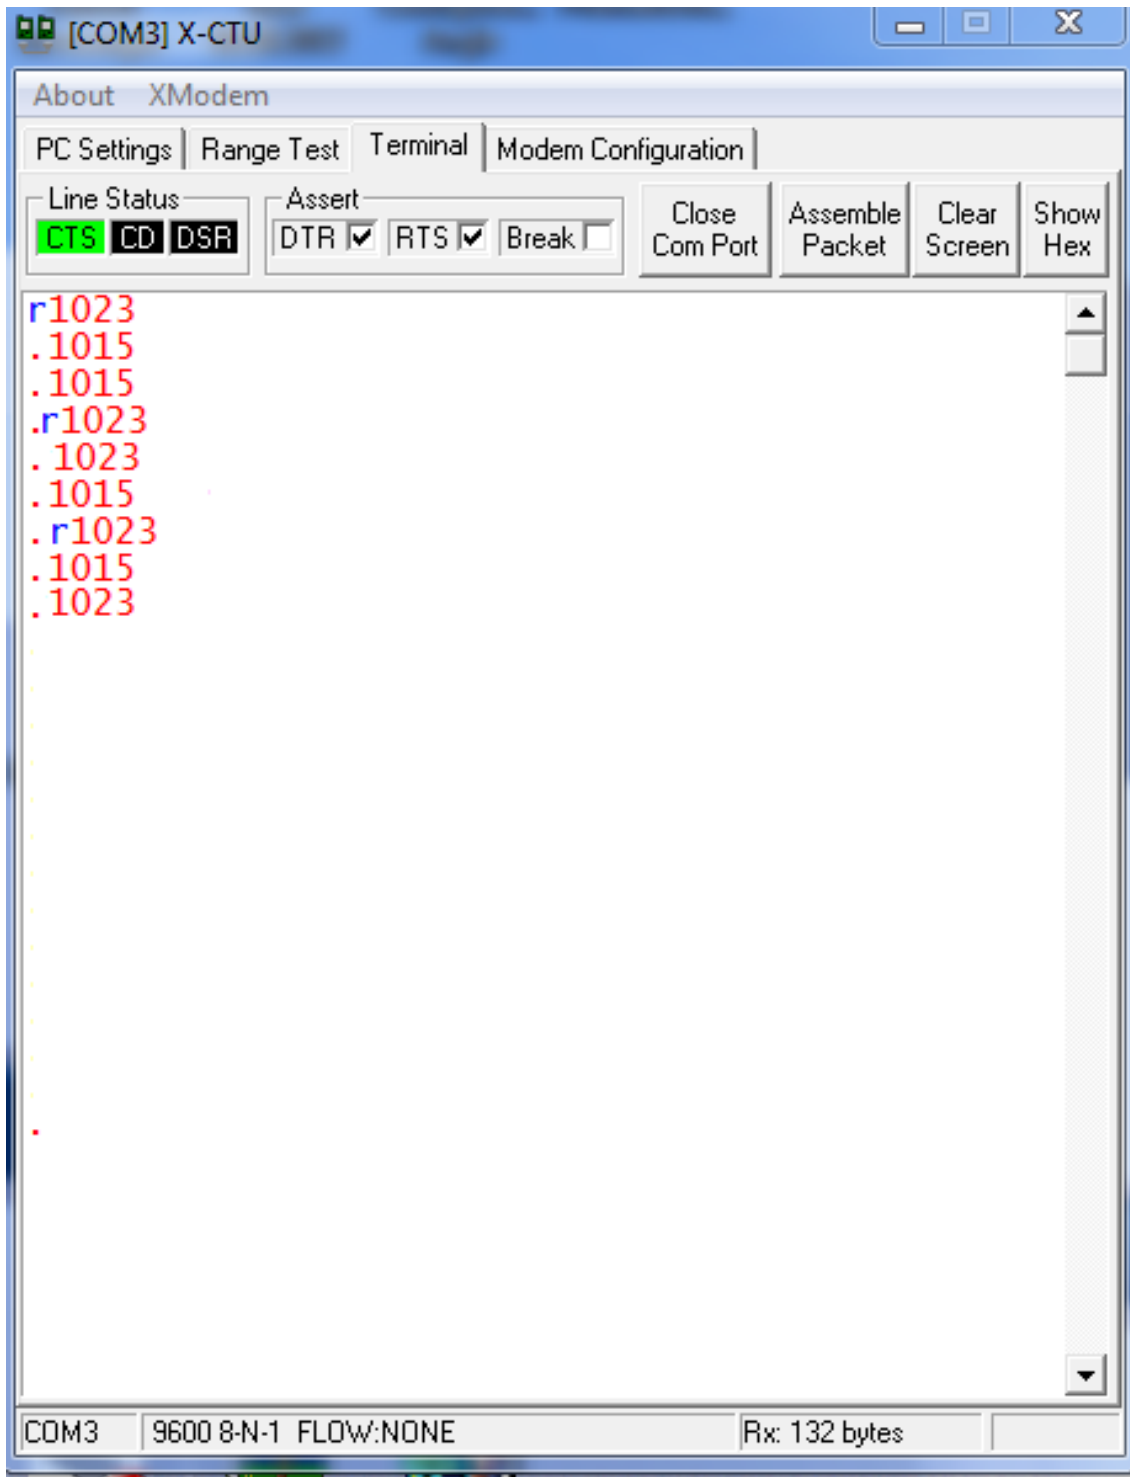 [COM3] X-CTU
About XModem
PC Settings Range Test Terminal Modem Configuration
Line Status Assert
CTS CD DSR DTR RTS Break Close Com Port Assemble Packet Clear Screen Show Hex
r1023
.1015
.1015
.r1023
.1023
.1015
.r1023
.1015
.1023
.
COM3 9600 8-N-1 FLOW:NONE Rx: 132 bytes